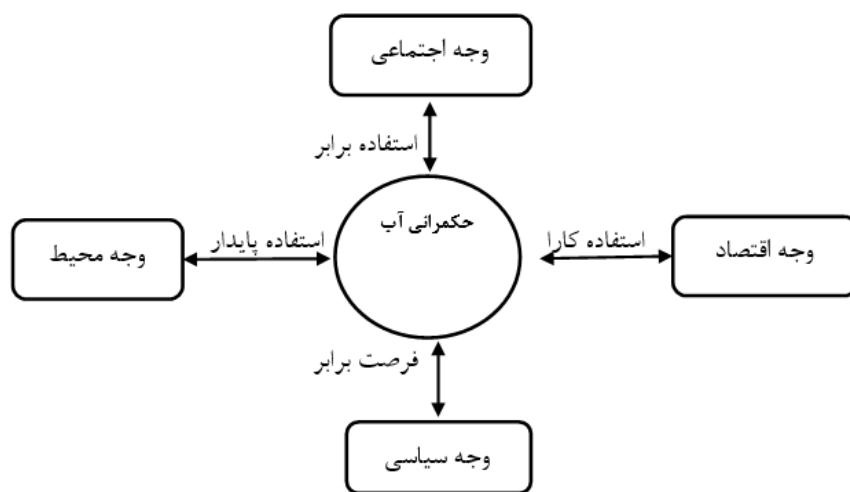 وجه اجتماعی
استفاده برابر
حکمرانی آب
وجه اقتصاد
استفاده کارا
استفاده پایدار
وجه محیط
فرصت برابر
وجه سیاسی